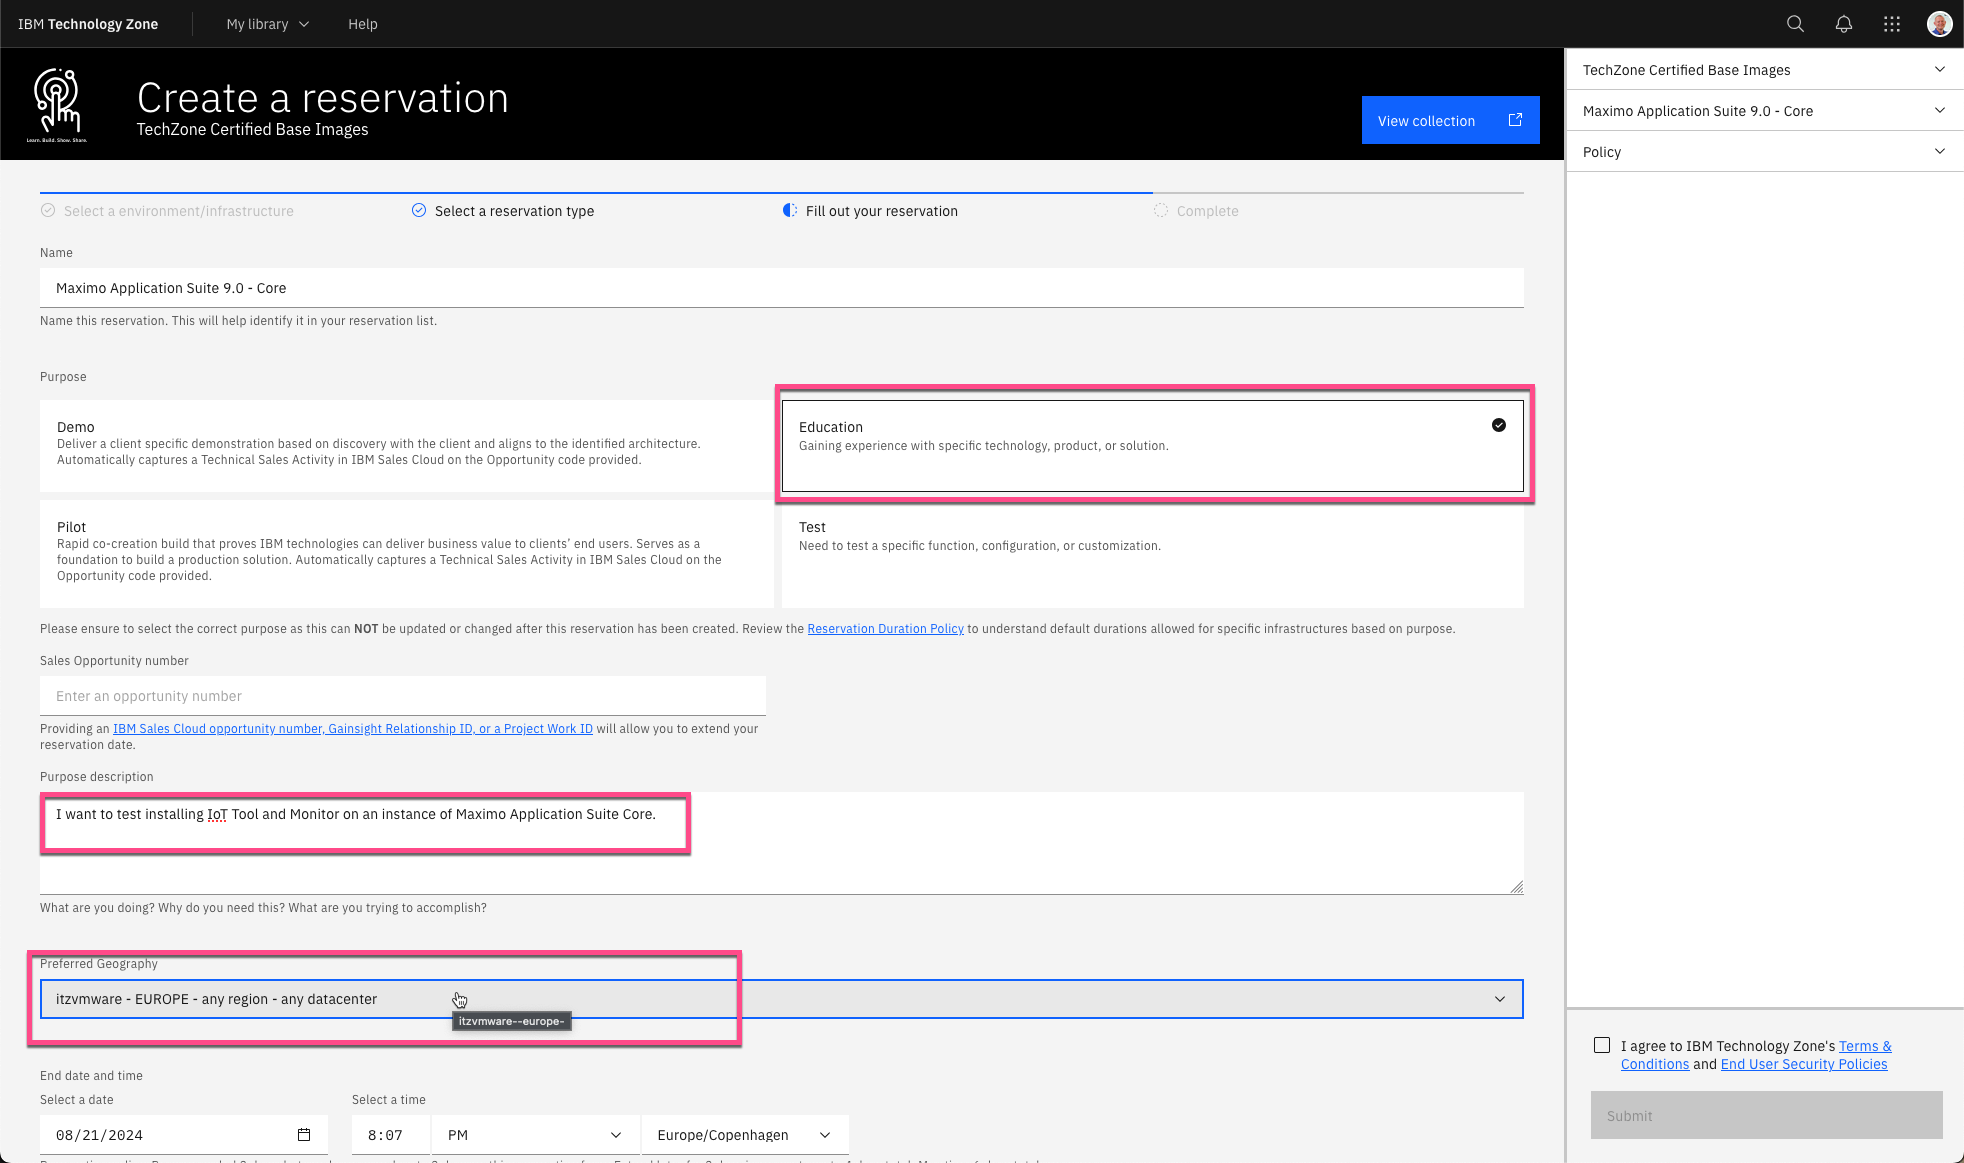 IBM Technology Zone
My library
Help
Learn. Build. Show. Share.
Create a reservation
TechZone Certified Base Images
View collection
Select a environment/infrastructure
Select a reservation type
Fill out your reservation
Complete
Name
Maximo Application Suite 9.0 - Core
Name this reservation. This will help identify it in your reservation list.
Purpose
Demo
Deliver a client specific demonstration based on discovery with the client and aligns to the identified architecture.
Automatically captures a Technical Sales Activity in IBM Sales Cloud on the Opportunity code provided.
Education
Gaining experience with specific technology, product, or solution.
Pilot
Rapid co-creation build that proves IBM technologies can deliver business value to clients’ end users. Serves as a
foundation to build a production solution. Automatically captures a Technical Sales Activity in IBM Sales Cloud on the
Opportunity code provided.
Test
Need to test a specific function, configuration, or customization.
Please ensure to select the correct purpose as this can NOT be updated or changed after this reservation has been created. Review the Reservation Duration Policy to understand default durations allowed for specific infrastructures based on purpose.
Sales Opportunity number
Enter an opportunity number
Providing an IBM Sales Cloud opportunity number, Gainsight Relationship ID, or a Project Work ID will allow you to extend your
reservation date.
Purpose description
I want to test installing IoT Tool and Monitor on an instance of Maximo Application Suite Core.
What are you doing? Why do you need this? What are you trying to accomplish?
Preferred Geography
itzvmware - EUROPE - any region - any datacenter
itzvmware--europe-
End date and time
Select a date
Select a time
08/21/2024
8:07
PM
Europe/Copenhagen
TechZone Certified Base Images
Maximo Application Suite 9.0 - Core
Policy
I agree to IBM Technology Zone's Terms &
Conditions and End User Security Policies
Submit